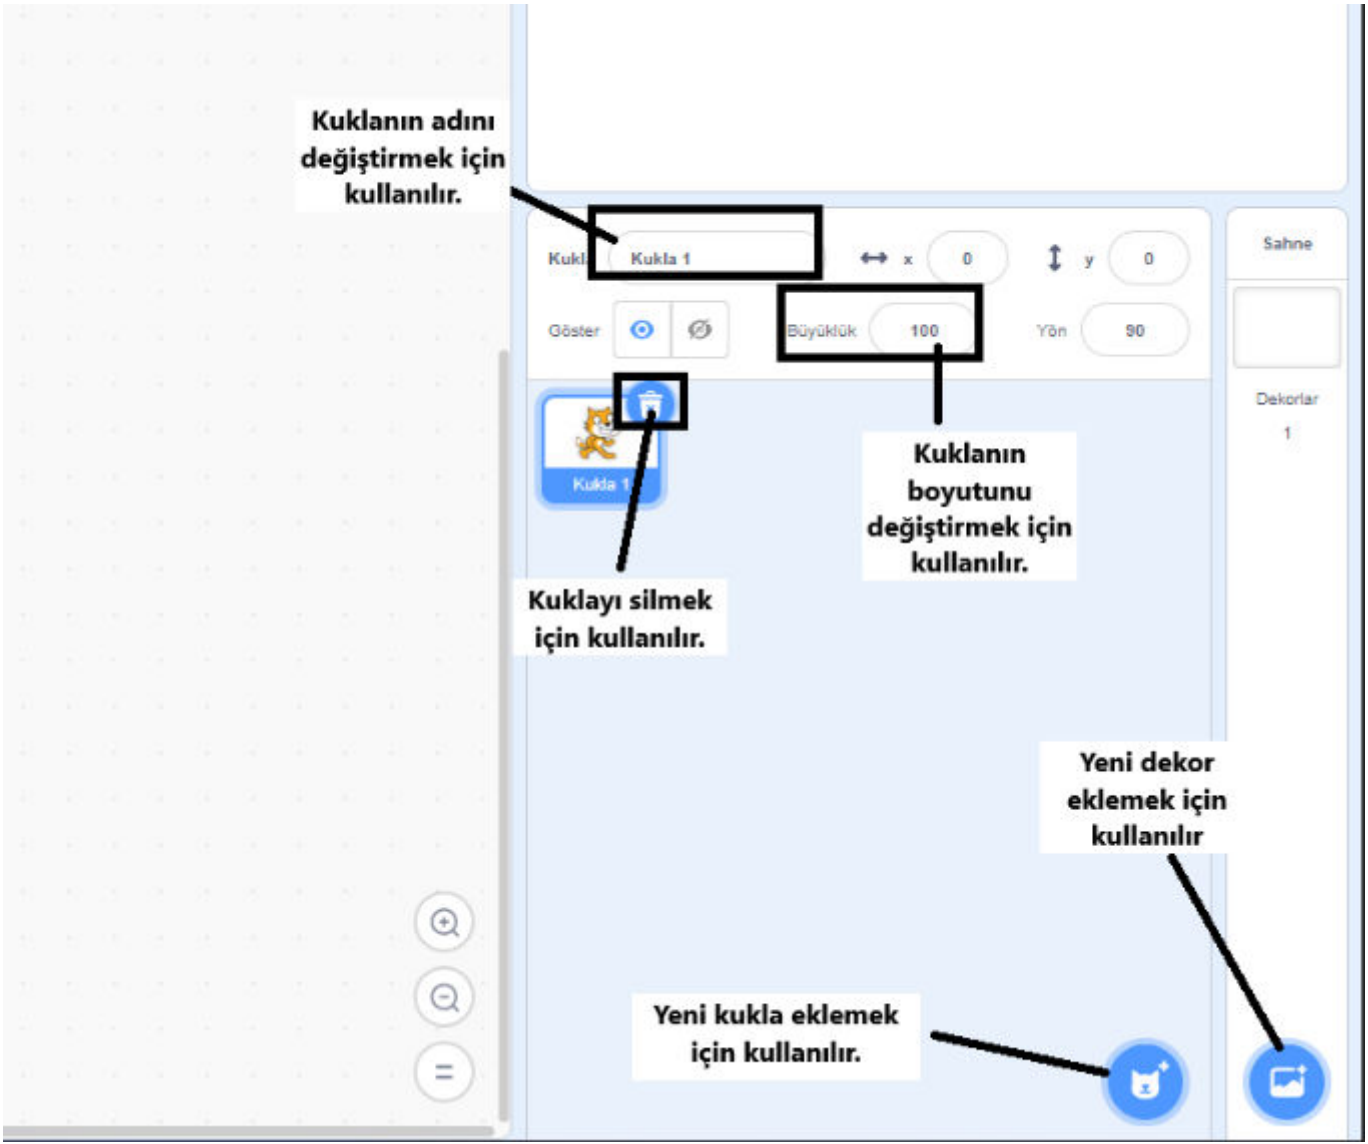 Kuklanın adını
değiştirmek için
kullanılır.
Kukla 1
x 0
y 0
Göster
Büyüklük 100
Yön 90
Sahne
Dekorlar
1
Kukla 1
Kuklanın
boyutunu
değiştirmek için
kullanılır.
Kuklayı silmek
için kullanılır.
Yeni dekor
eklemek için
kullanılır
Yeni kukla eklemek
için kullanılır.